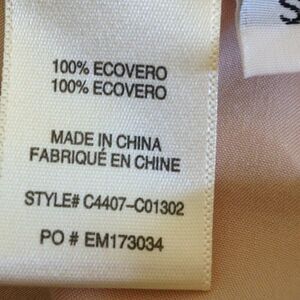 100% ECOVERO
100% ECOVERO
MADE IN CHINA
FABRIQUÉ EN CHINE
STYLE# C4407-C01302
PO # EM173034